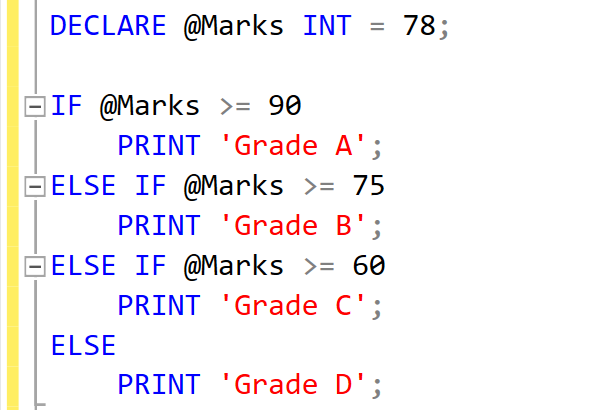 DECLARE @Marks INT = 78;
IF @Marks >= 90
PRINT 'Grade A';
ELSE IF @Marks >= 75
PRINT 'Grade B';
ELSE IF @Marks >= 60
PRINT 'Grade C';
ELSE
PRINT 'Grade D';